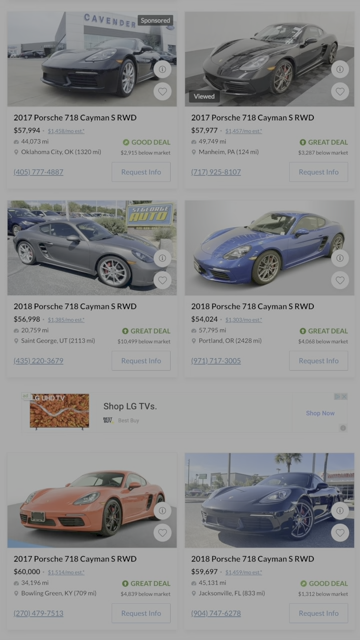 CAVENDER
Sponsored
Viewed
2017 Porsche 718 Cayman S RWD
$57,994
44,073 mi
GOOD DEAL
Oklahoma City, OK (1320 mi)
$2,915 below market
(405) 777-4887
Request Info
2017 Porsche 718 Cayman S RWD
$57,977
49,749 mi
GREAT DEAL
Manheim, PA (124 mi)
$3,287 below market
(717) 925-8107
Request Info
AUTO
2018 Porsche 718 Cayman S RWD
$56,998
20,759 mi
GREAT DEAL
Saint George, UT (2113 mi)
$10,499 below market
(435) 220-3679
Request Info
2018 Porsche 718 Cayman S RWD
$54,024
57,795 mi
GREAT DEAL
Portland, OR (2428 mi)
$4,068 below market
(971) 717-3005
Request Info
LG UHD TV
Shop LG TVs.
Best Buy
Shop Now
2017 Porsche 718 Cayman S RWD
$60,000
34,196 mi
GREAT DEAL
Bowling Green, KY (709 mi)
$4,839 below market
(270) 479-7513
Request Info
2018 Porsche 718 Cayman S RWD
$59,697
45,131 mi
GOOD DEAL
Jacksonville, FL (833 mi)
$1,312 below market
(904) 747-6278
Request Info